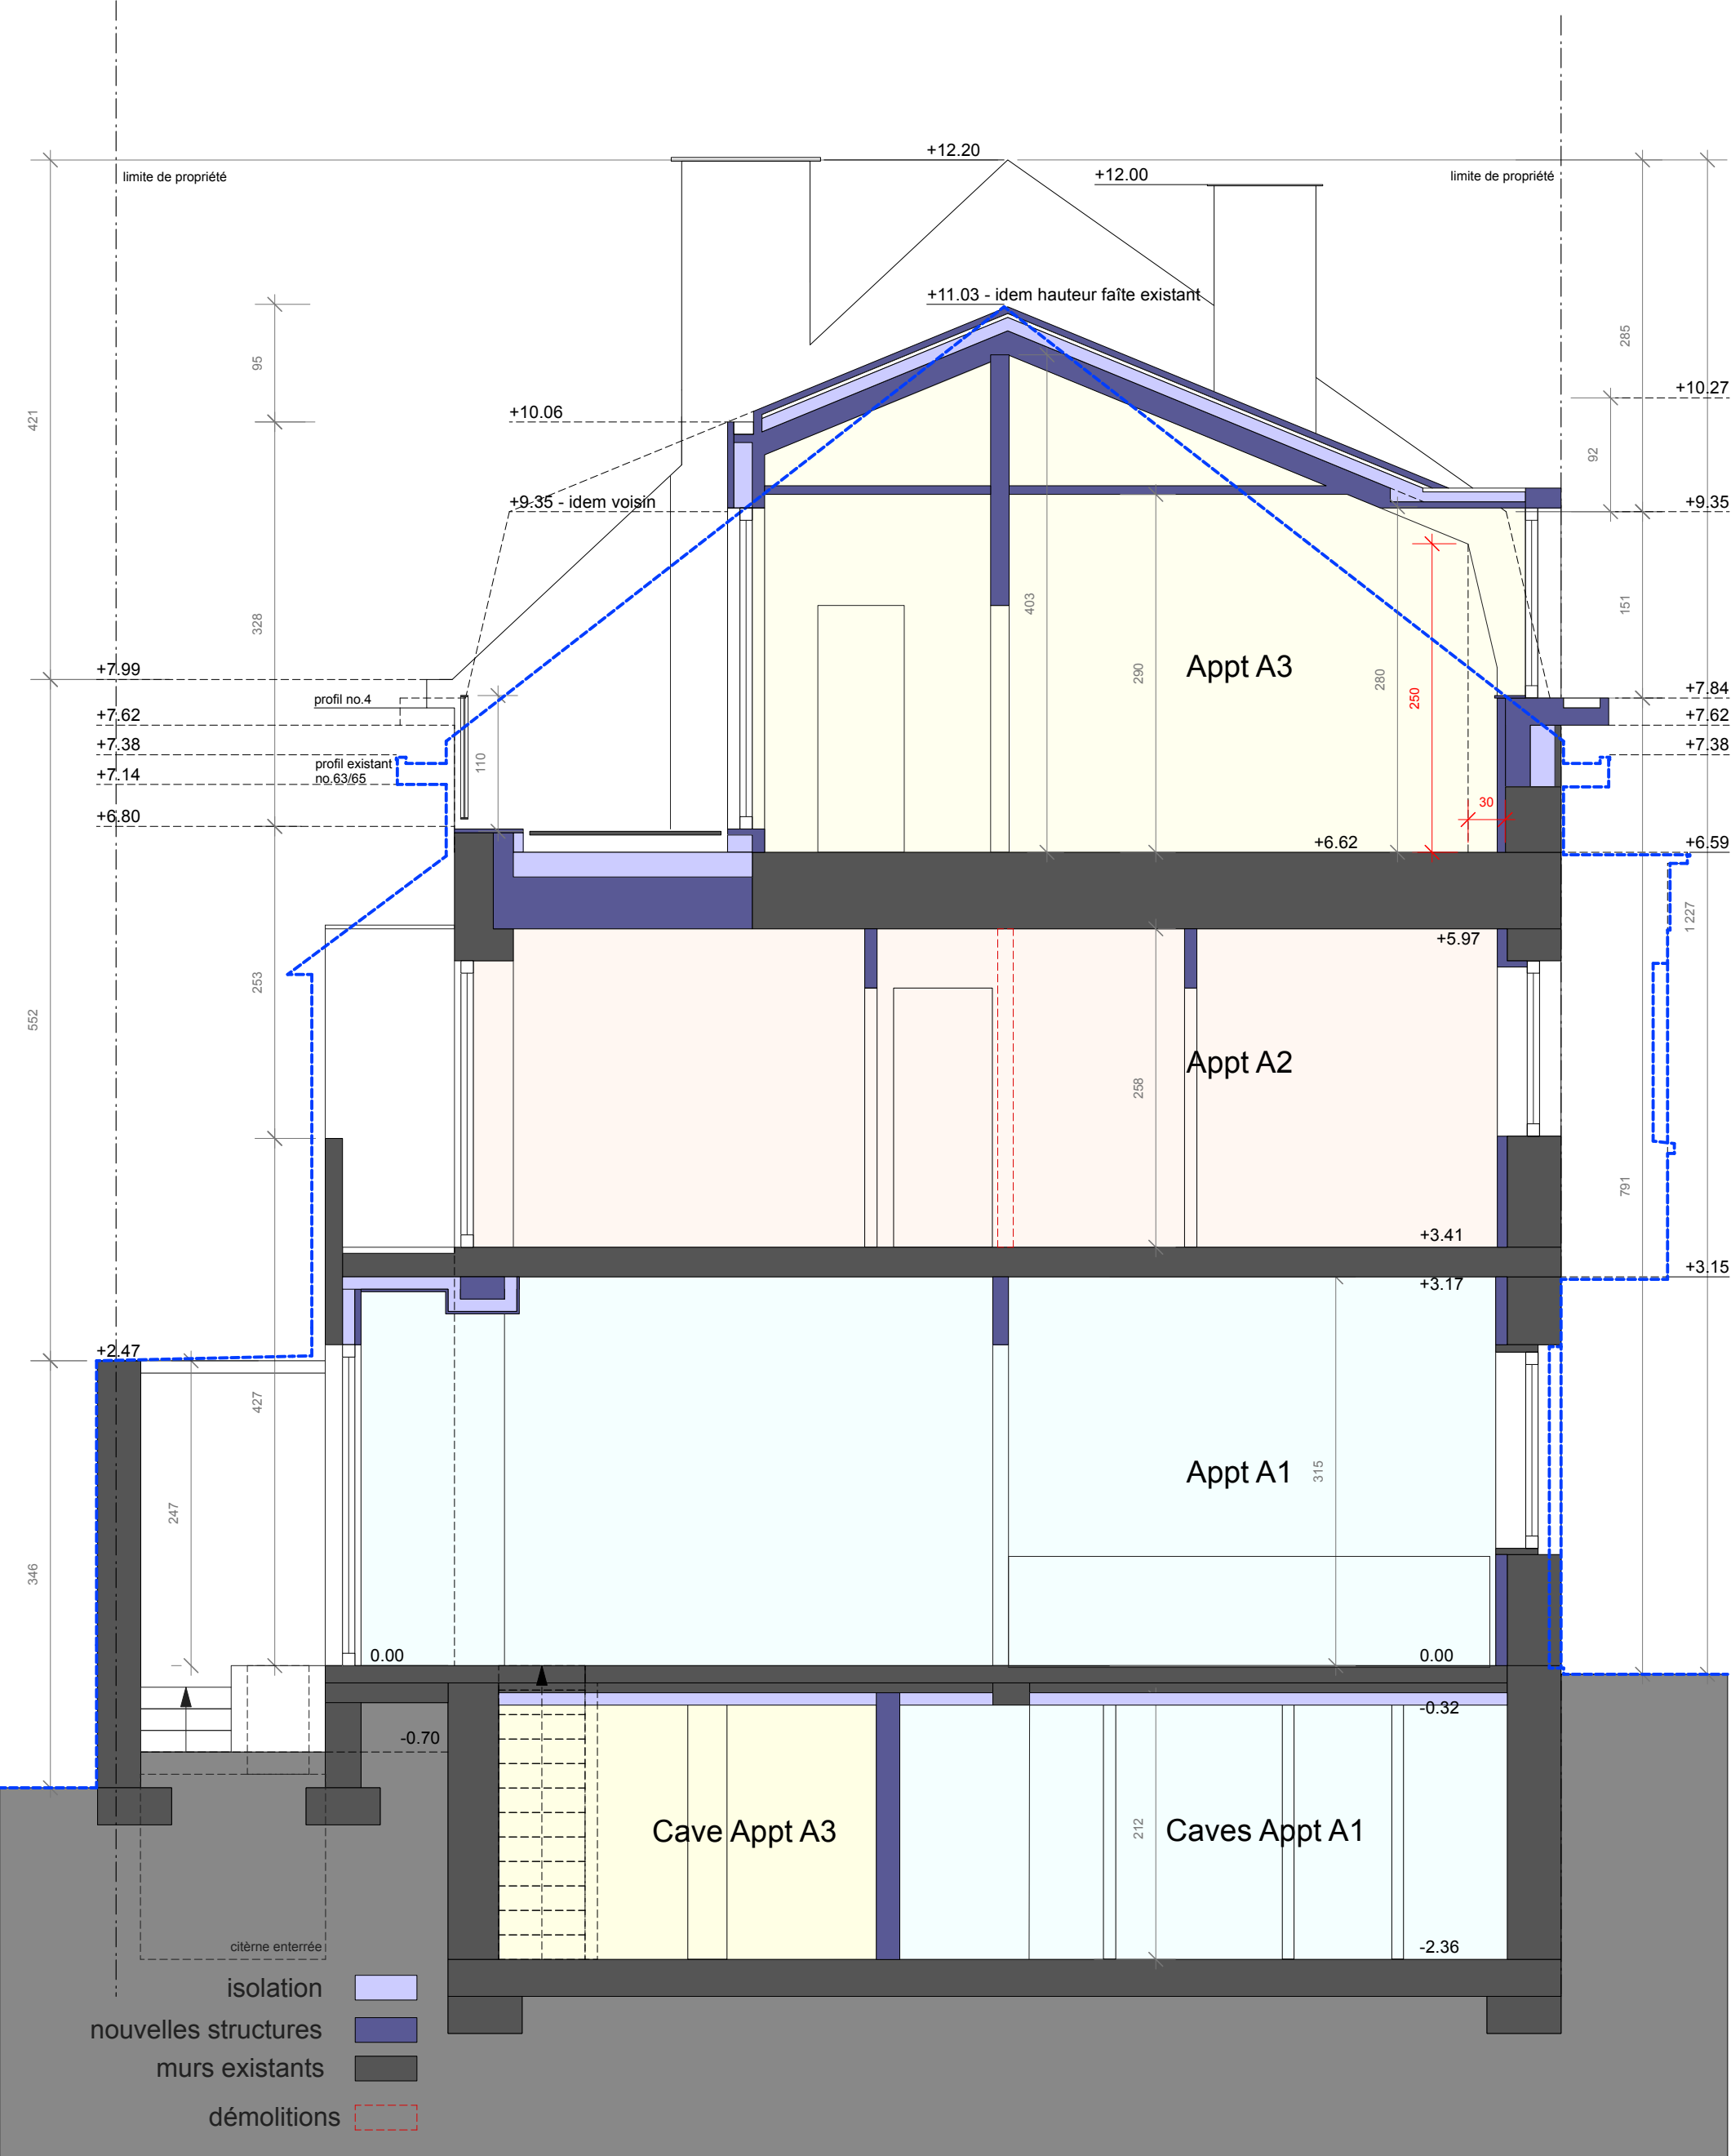 +12.20
limite de propriété
+12.00
limite de propriété
+11.03 - idem hauteur faîte existant
95
285
+10.27
421
+10.06
92
+9.35 - idem voisin
+9.35
328
403
151
Appt A3
290
280
250
+7.99
profil no.4
+7.84
+7.62
+7.62
+7.38
+7.38
profil existant
no.63/65
110
+7.14
30
+6.80
+6.62
+6.59
1227
+5.97
253
552
Appt A2
258
791
+3.41
+3.17
+3.15
+2.47
427
Appt A1
315
247
346
0.00
0.00
-0.32
-0.70
Cave Appt A3
212
Caves Appt A1
citèrne enterrée
-2.36
isolation
nouvelles structures
murs existants
démolitions